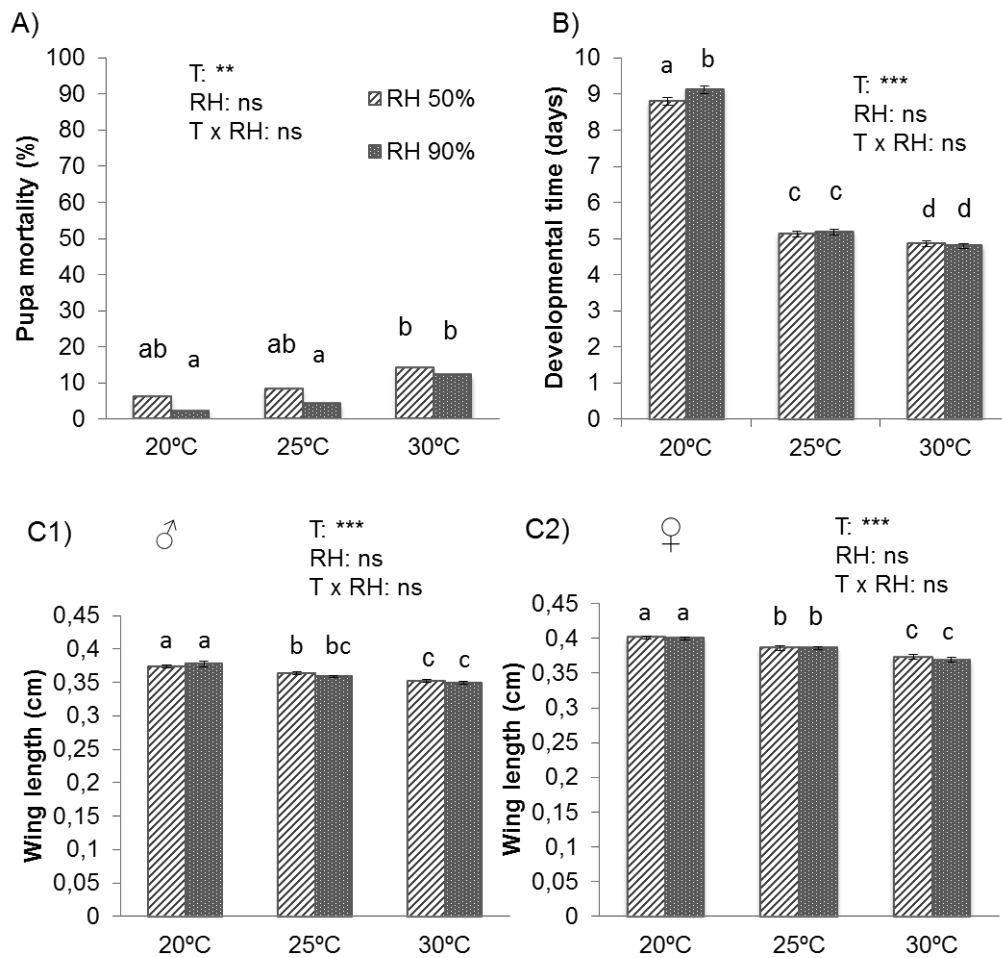 A)
T: **
RH: ns
T x RH: ns
RH 50%
RH 90%
Pupa mortality (%)
100
90
80
70
60
50
40
30
20
10
0
ab a ab a b b
20ºC 25ºC 30ºC
B)
T: ***
RH: ns
T x RH: ns
Developmental time (days)
10
9
8
7
6
5
4
3
2
1
0
a b c c d d
20ºC 25ºC 30ºC
C1) ♂
T: ***
RH: ns
T x RH: ns
Wing length (cm)
0,45
0,4
0,35
0,3
0,25
0,2
0,15
0,1
0,05
0
a a b bc c c
20ºC 25ºC 30ºC
C2) ♀
T: ***
RH: ns
T x RH: ns
Wing length (cm)
0,45
0,4
0,35
0,3
0,25
0,2
0,15
0,1
0,05
0
a a b b c c
20ºC 25ºC 30ºC